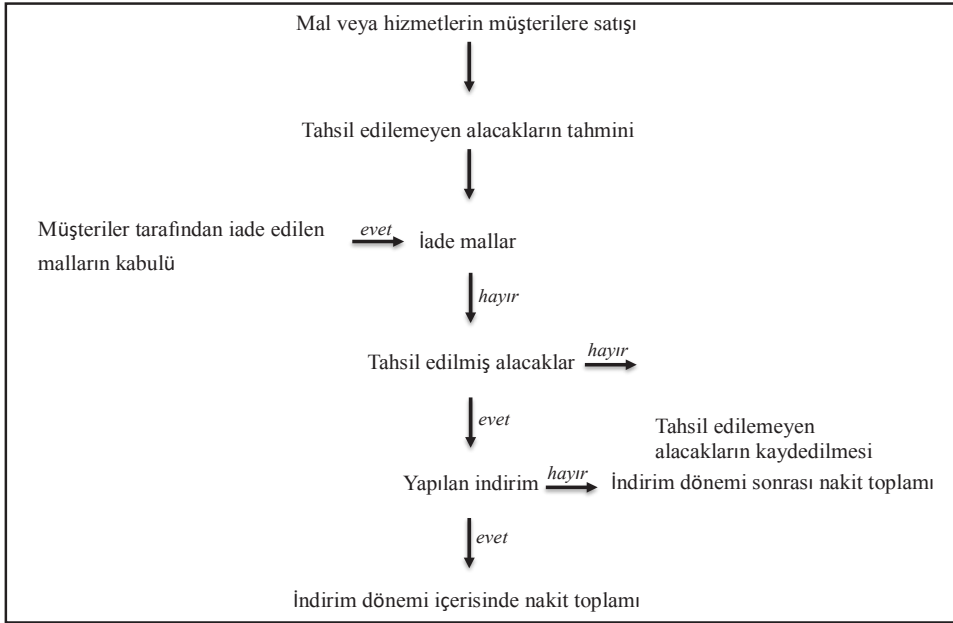 Mal veya hizmetlerin müşterilere satışı
Tahsil edilemeyen alacakların tahmini
Müşteriler tarafından iade edilen
malların kabulü
evet
İade mallar
hayır
Tahsil edilmiş alacaklar
hayır
evet
Tahsil edilemeyen
alacakların kaydedilmesi
Yapılan indirim
hayır
İndirim dönemi sonrası nakit toplamı
evet
İndirim dönemi içerisinde nakit toplamı